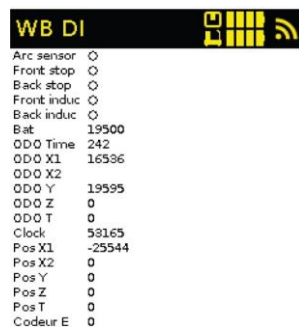 WB DI
Arc sensor
Front stop
Back stop
Front induc
Back induc
Bat 19500
ODO Time 242
ODO X1 16536
ODO X2
ODO Y 19595
ODO Z 0
ODO T 0
Clock 53165
Pos X1 -25544
Pos X2 0
Pos Y 0
Pos Z 0
Pos T 0
Codeur E 0